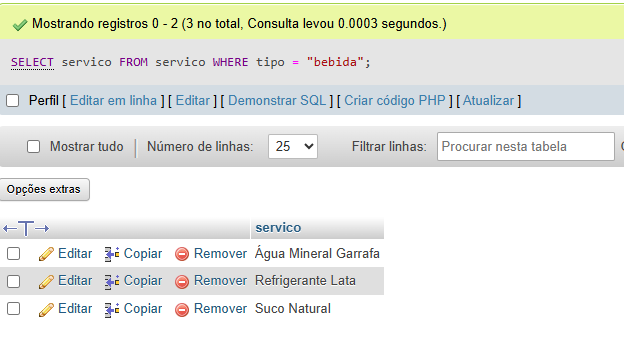 Mostrando registros 0 - 2 (3 no total, Consulta levou 0.0003 segundos.)
SELECT servico FROM servico WHERE tipo = "bebida";
Perfil [ Editar em linha ] [ Editar ] [ Demonstrar SQL ] [ Criar código PHP ] [ Atualizar ]
Mostrar tudo | Número de linhas: 25 Filtrar linhas: Procurar nesta tabela
Opções extras
←T→ servico
Editar Copiar Remover Água Mineral Garrafa
Editar Copiar Remover Refrigerante Lata
Editar Copiar Remover Suco Natural